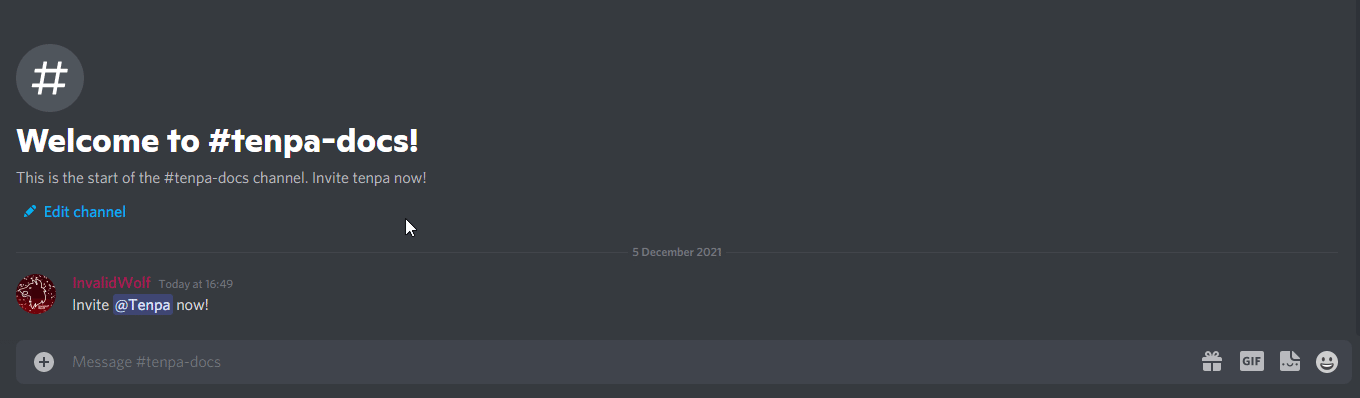 #
Welcome to #tenpa-docs!
This is the start of the #tenpa-docs channel. Invite tenpa now!
Edit channel
5 December 2021
InvalidWolf Today at 16:49
Invite @Tenpa now!
Message #tenpa-docs
GIF